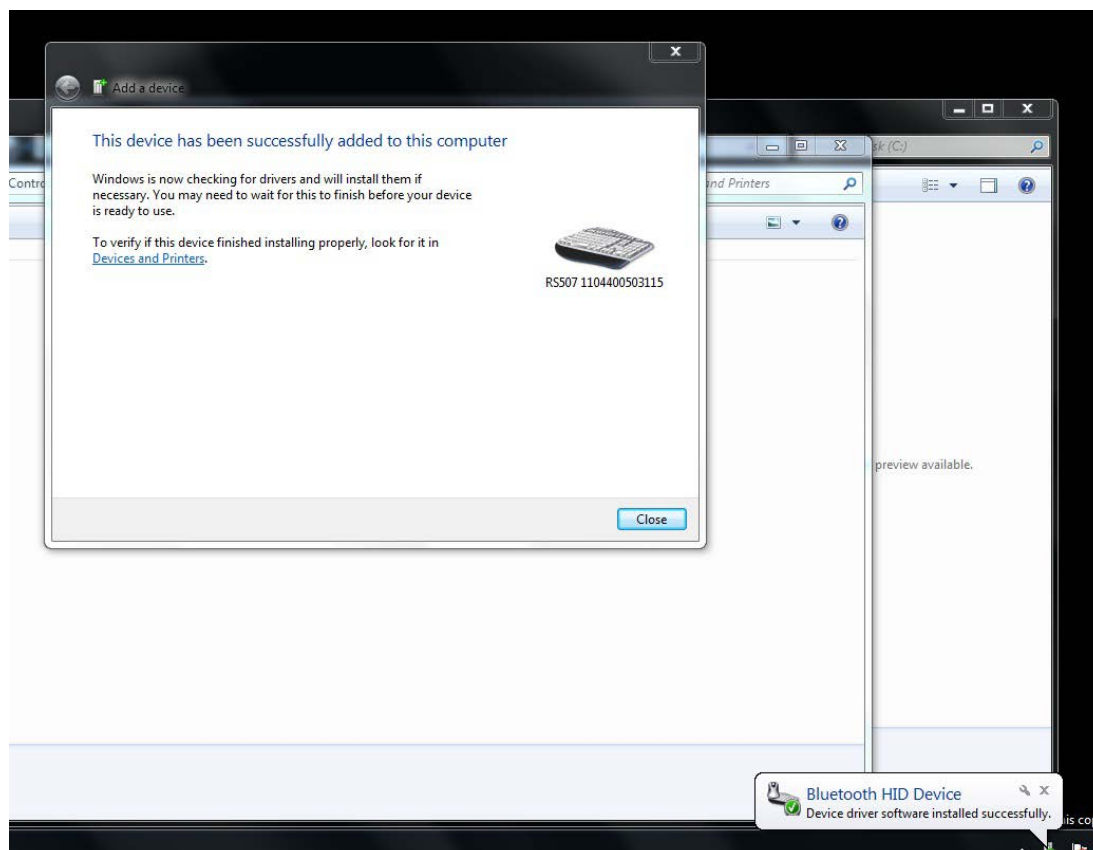 Add a device
This device has been successfully added to this computer
Windows is now checking for drivers and will install them if
necessary. You may need to wait for this to finish before your device
is ready to use.
To verify if this device finished installing properly, look for it in
Devices and Printers.
RS507 1104400503115
Close
sk (C:)
Contro
and Printers
preview available.
Bluetooth HID Device
Device driver software installed successfully.
is co